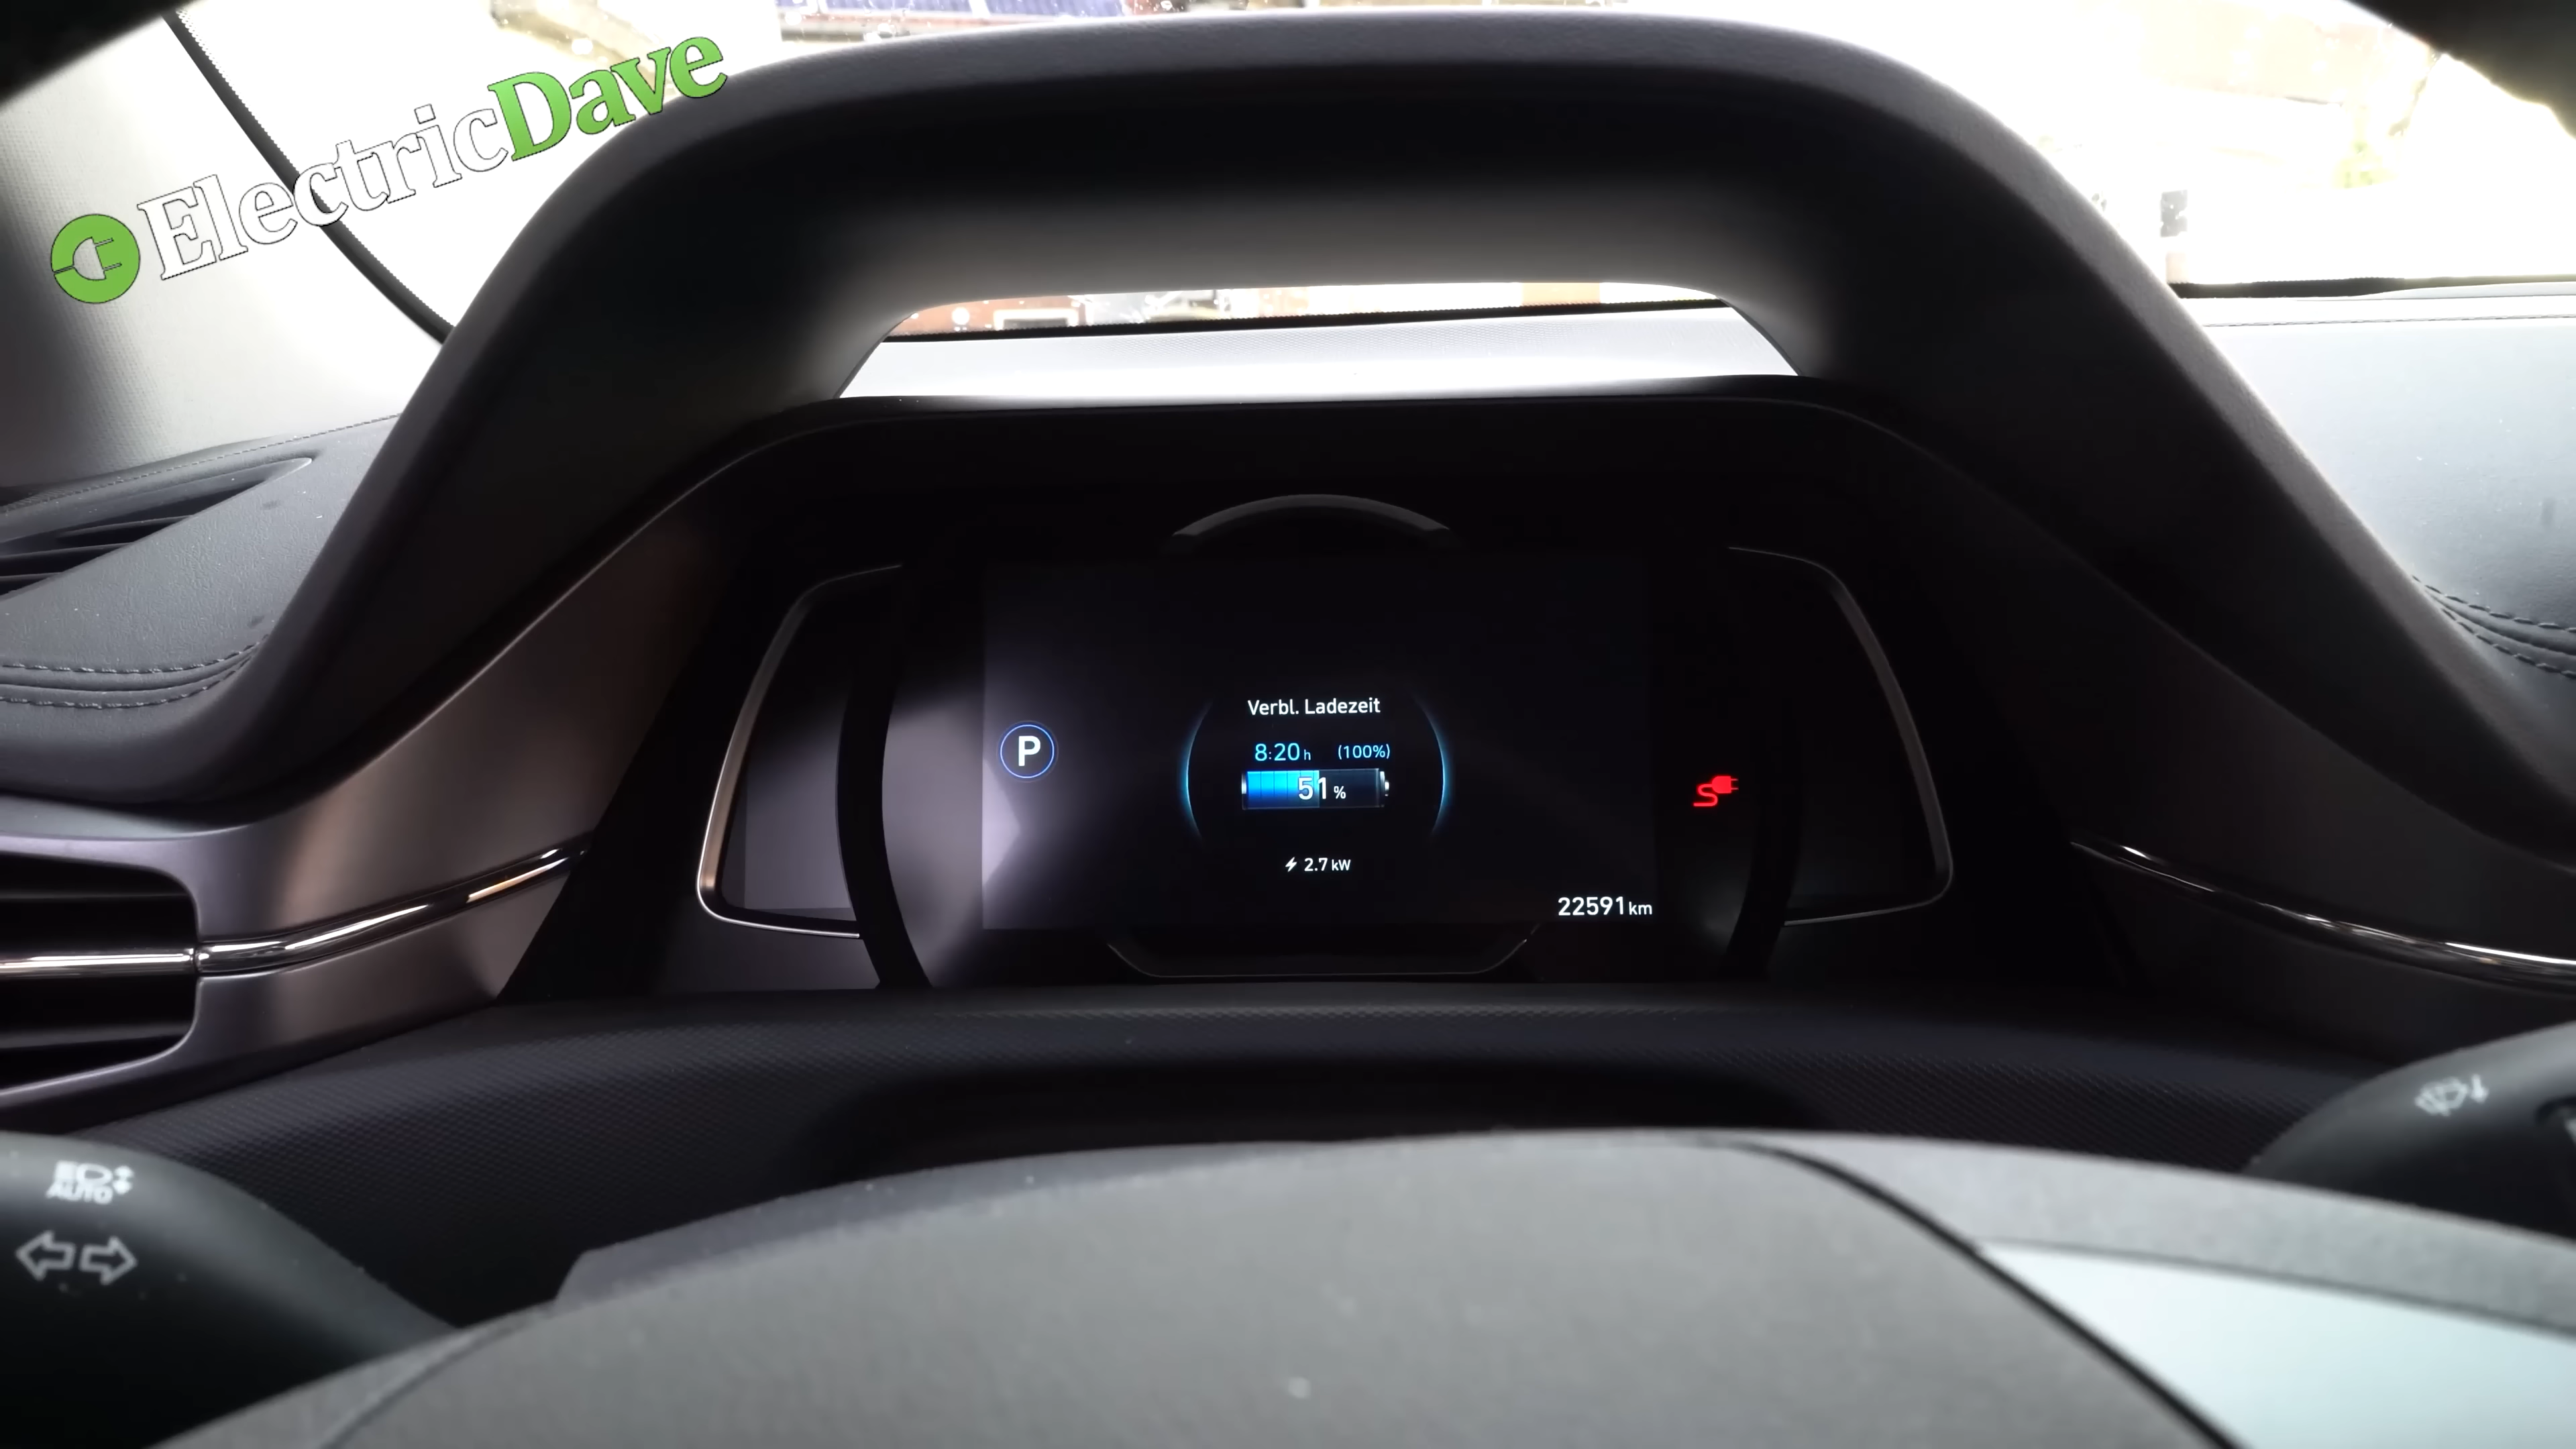 ElectricDave
Verbl. Ladezeit
8:20 h (100%)
P
51 %
2.7 kW
22591 km
AUTO